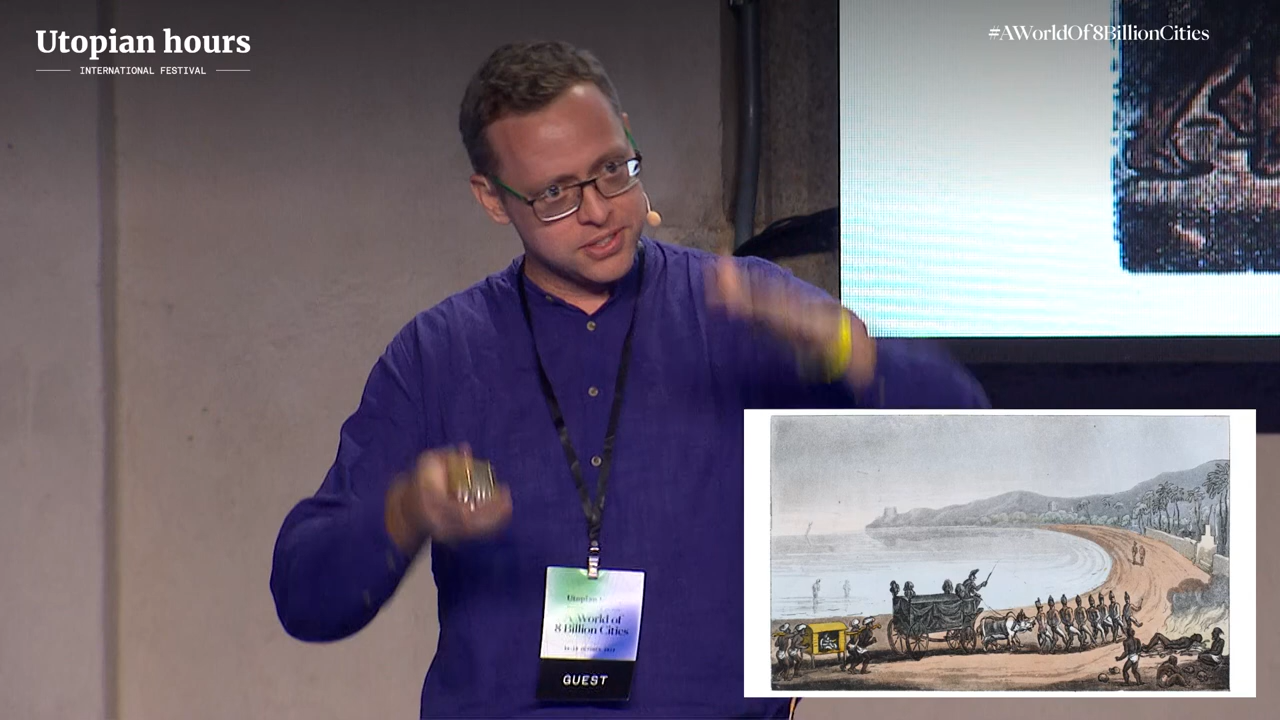 Utopian hours
INTERNATIONAL FESTIVAL
#AWorldOf8BillionCities
A World of
8 Billion Cities
GUEST